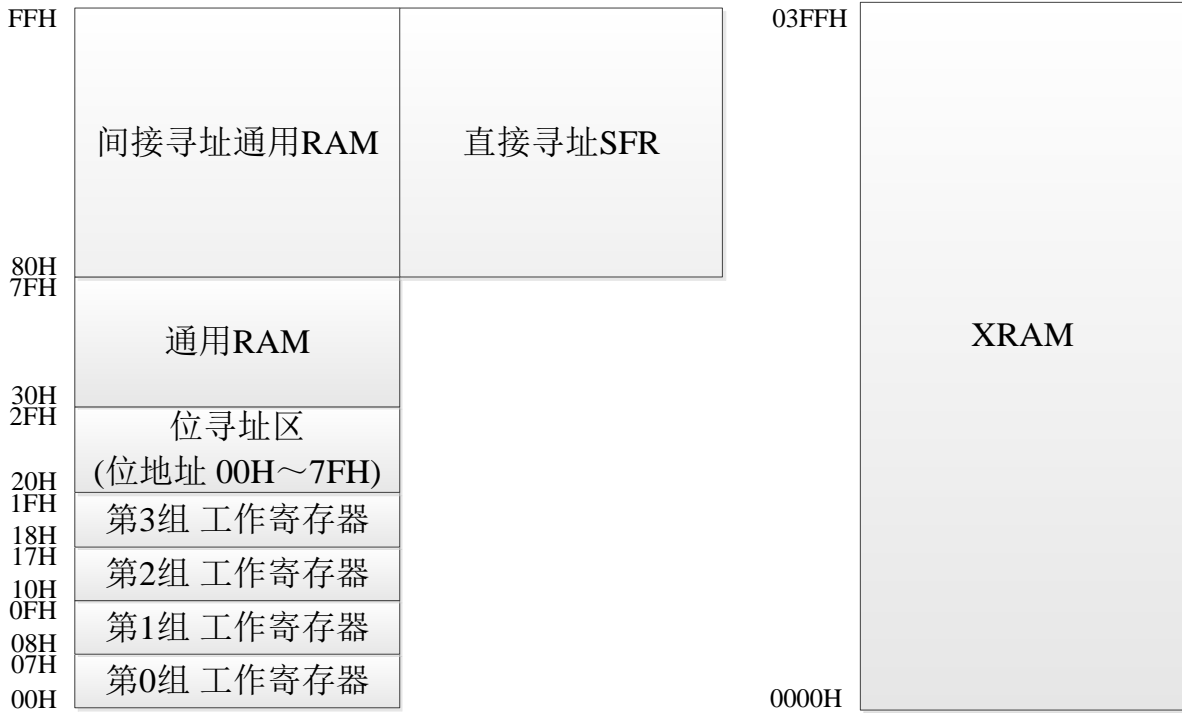 FFH
03FFH
间接寻址通用RAM
直接寻址SFR
80H
7FH
通用RAM
XRAM
30H
2FH
位寻址区
(位地址 00H～7FH)
20H
1FH
第3组 工作寄存器
18H
17H
第2组 工作寄存器
10H
0FH
第1组 工作寄存器
08H
07H
第0组 工作寄存器
00H
0000H